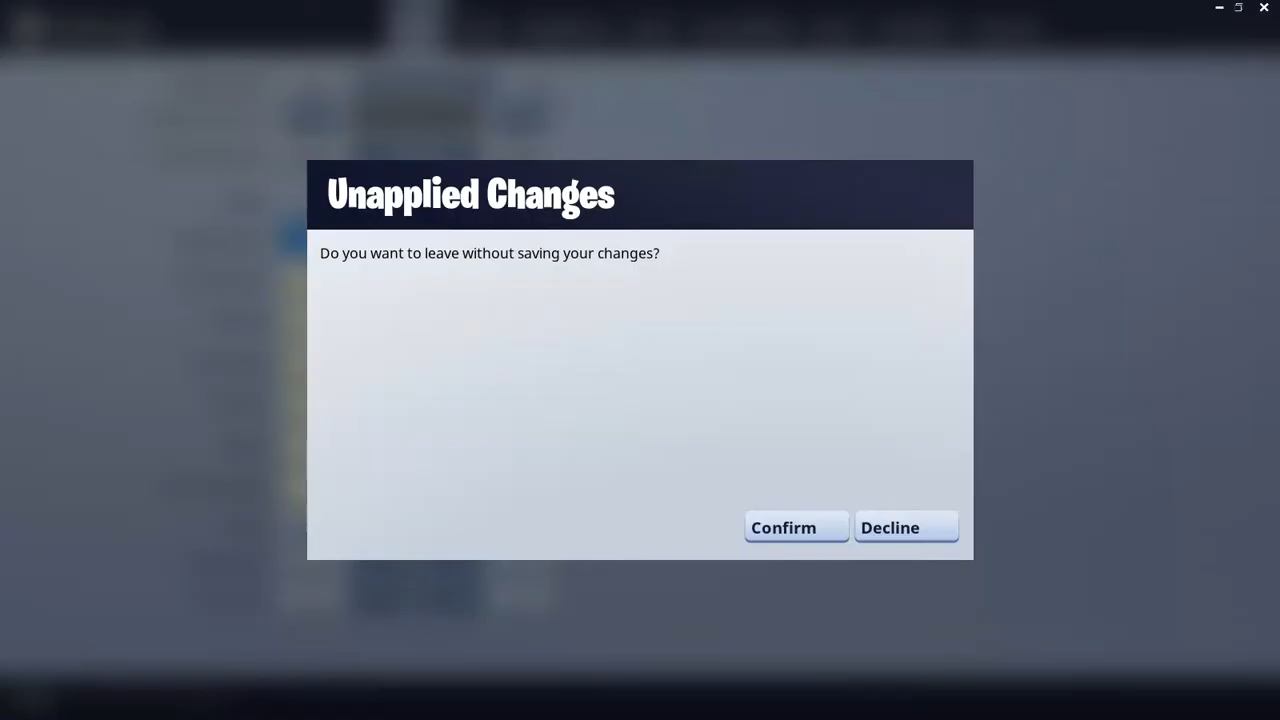 Unapplied Changes
Do you want to leave without saving your changes?
Confirm Decline